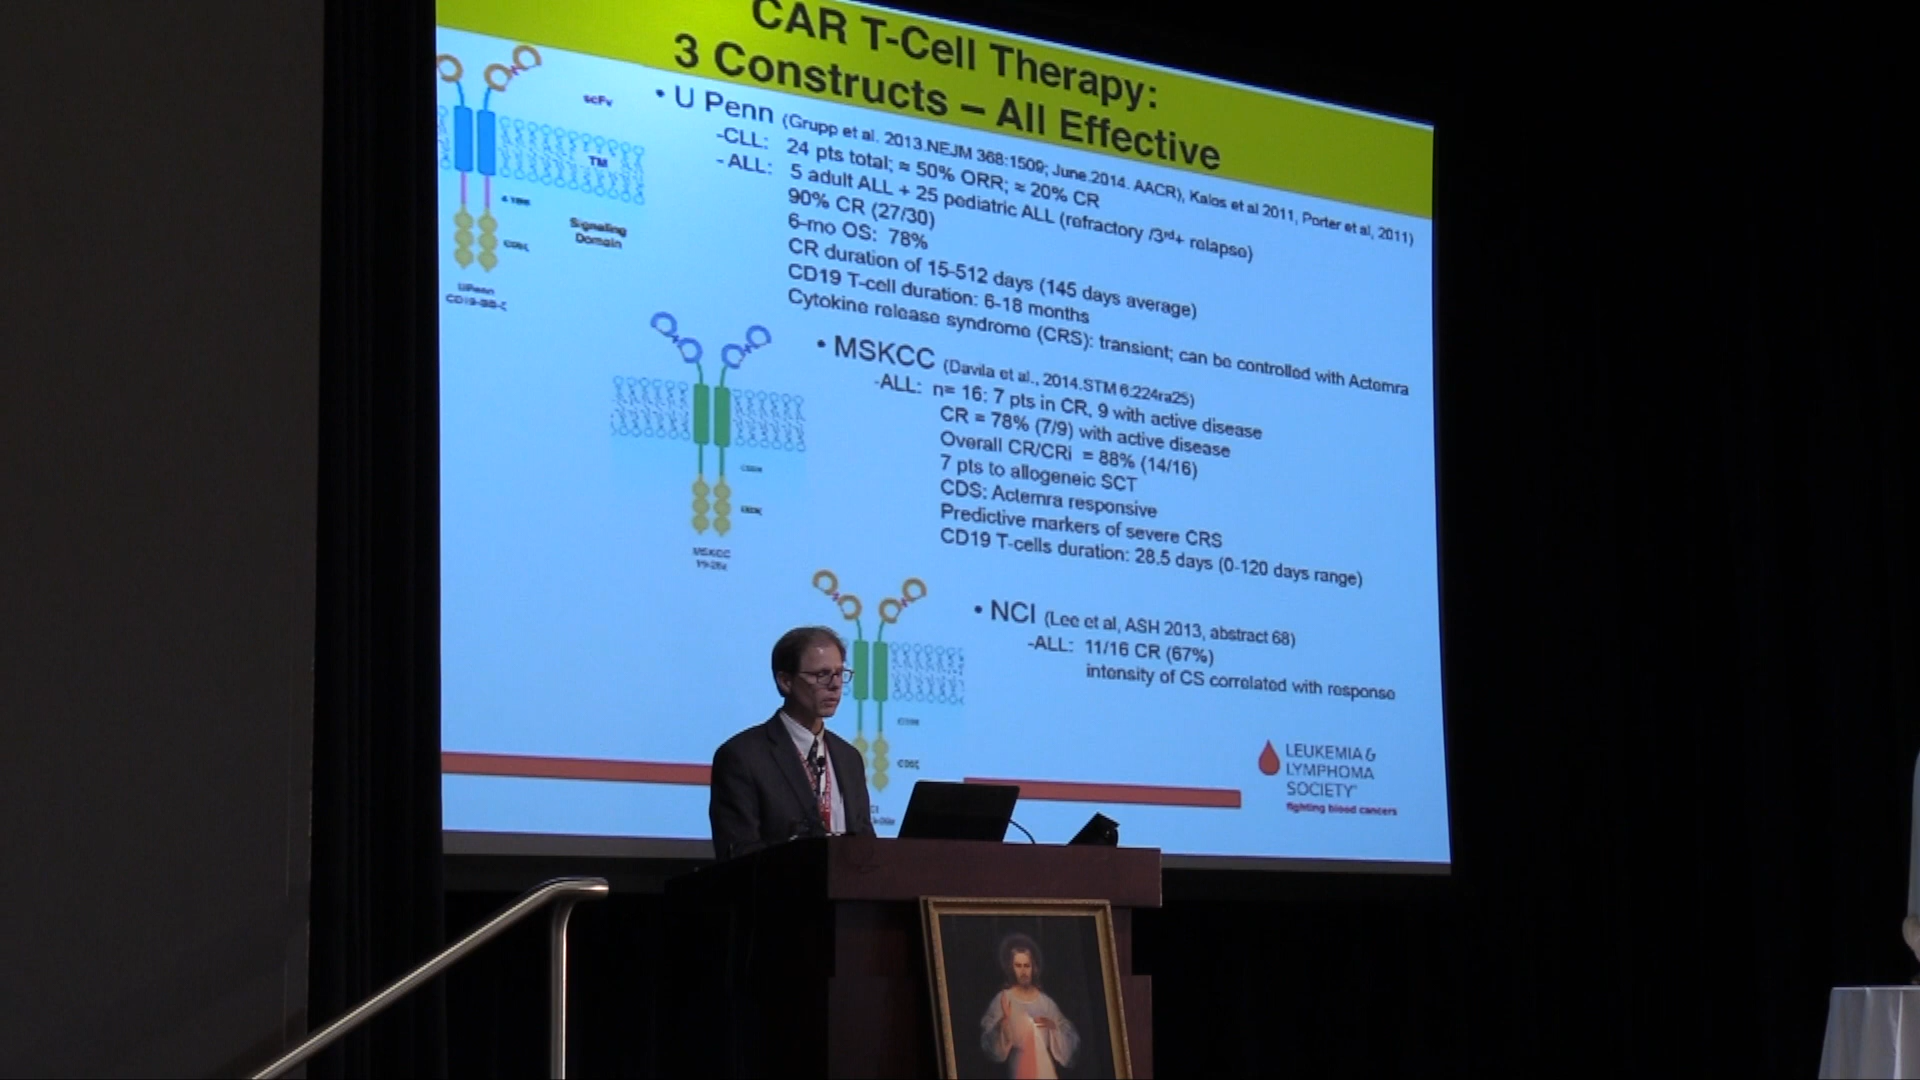 CAR T-Cell Therapy:
3 Constructs – All Effective
• U Penn (Grupp et al. 2013.NEJM 368:1509; June.2014. AACR), Kalos et al 2011, Porter et al, 2011)
-CLL: 24 pts total; ≈ 50% ORR; ≈ 20% CR
- ALL: 5 adult ALL + 25 pediatric ALL (refractory /3rd+ relapse)
90% CR (27/30)
6-mo OS: 78%
CR duration of 15-512 days (145 days average)
CD19 T-cell duration: 6-18 months
Cytokine release syndrome (CRS): transient; can be controlled with Actemra
scFv
TM
Signaling
Domain
UPenn
• MSKCC (Davila et al., 2014.STM 6:224ra25)
-ALL: n= 16: 7 pts in CR, 9 with active disease
CR = 78% (7/9) with active disease
Overall CR/CRi = 88% (14/16)
7 pts to allogeneic SCT
CDS: Actemra responsive
Predictive markers of severe CRS
CD19 T-cells duration: 28.5 days (0-120 days range)
MSKCC
• NCI (Lee et al, ASH 2013, abstract 68)
-ALL: 11/16 CR (67%)
intensity of CS correlated with response
LEUKEMIA &
LYMPHOMA
SOCIETY
fighting blood cancers